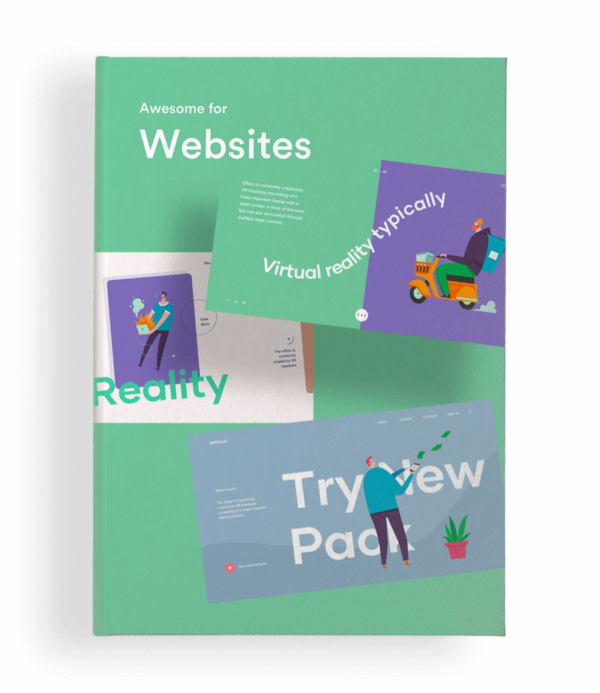 Awesome for
Websites
Effect is commonly created by
VR headsets consisting of a
head-mounted display with a
small screen in front of the eyes,
but can also be created through
multiple large screens
Virtual reality typically
The effect is
commonly
created by VR
headsets
Reality
Try New
Pack